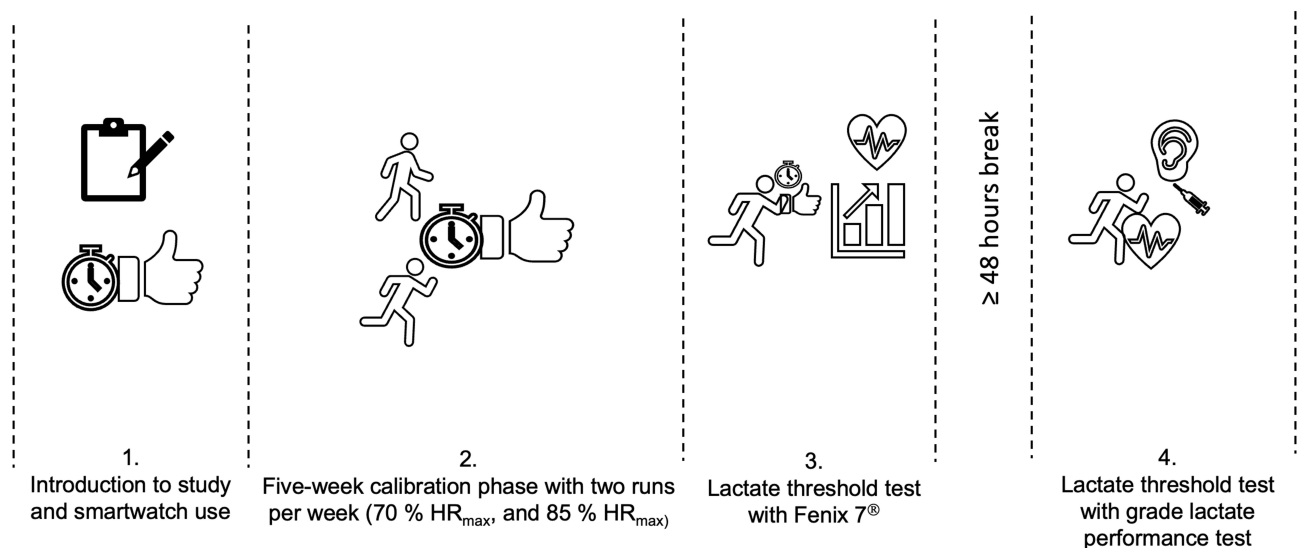 ≥ 48 hours break
1.
Introduction to study
and smartwatch use
2.
Five-week calibration phase with two runs
per week (70 % HRmax, and 85 % HRmax)
3.
Lactate threshold test
with Fenix 7®
4.
Lactate threshold test
with grade lactate
performance test